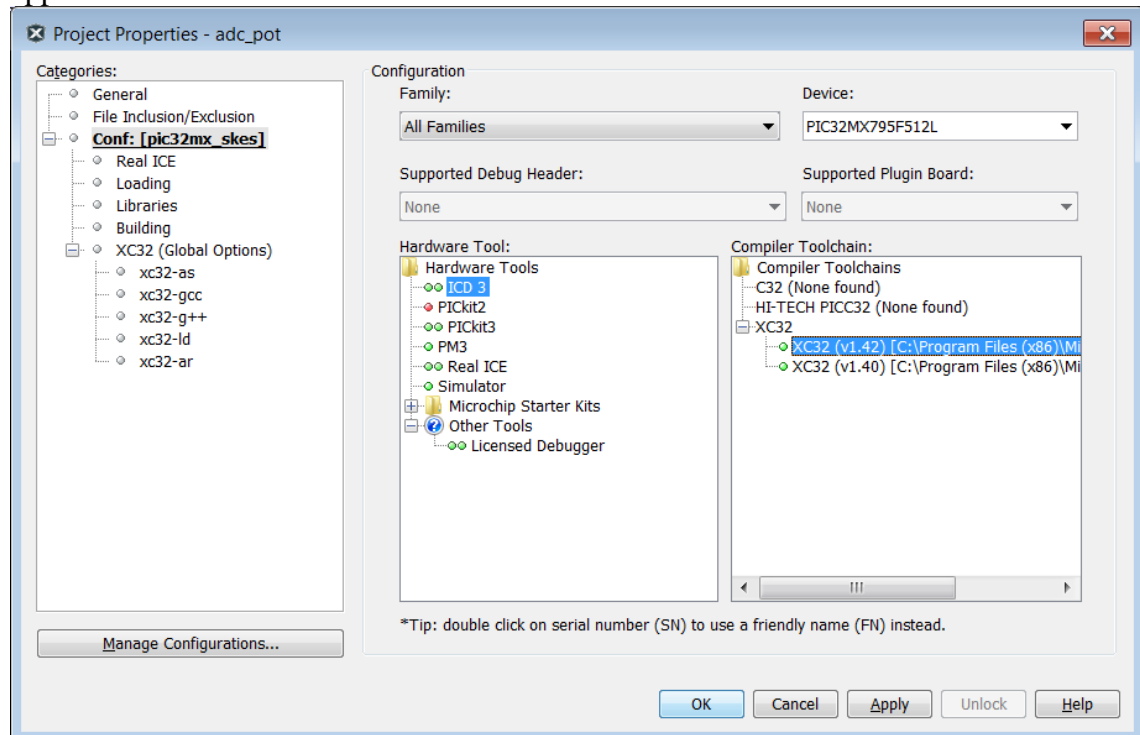 Project Properties - adc_pot
Categories:
General
File Inclusion/Exclusion
Conf: [pic32mx_skes]
Real ICE
Loading
Libraries
Building
XC32 (Global Options)
xc32-as
xc32-gcc
xc32-g++
xc32-ld
xc32-ar
Manage Configurations...
Configuration
Family:
Device:
All Families
PIC32MX795F512L
Supported Debug Header:
Supported Plugin Board:
None
None
Hardware Tool:
Hardware Tools
ICD 3
PICkit2
PICkit3
PM3
Real ICE
Simulator
Microchip Starter Kits
Other Tools
Licensed Debugger
Compiler Toolchain:
Compiler Toolchains
C32 (None found)
HI-TECH PICC32 (None found)
XC32
XC32 (v1.42) [C:\Program Files (x86)\Mi
XC32 (v1.40) [C:\Program Files (x86)\Mi
*Tip: double click on serial number (SN) to use a friendly name (FN) instead.
OK
Cancel
Apply
Unlock
Help